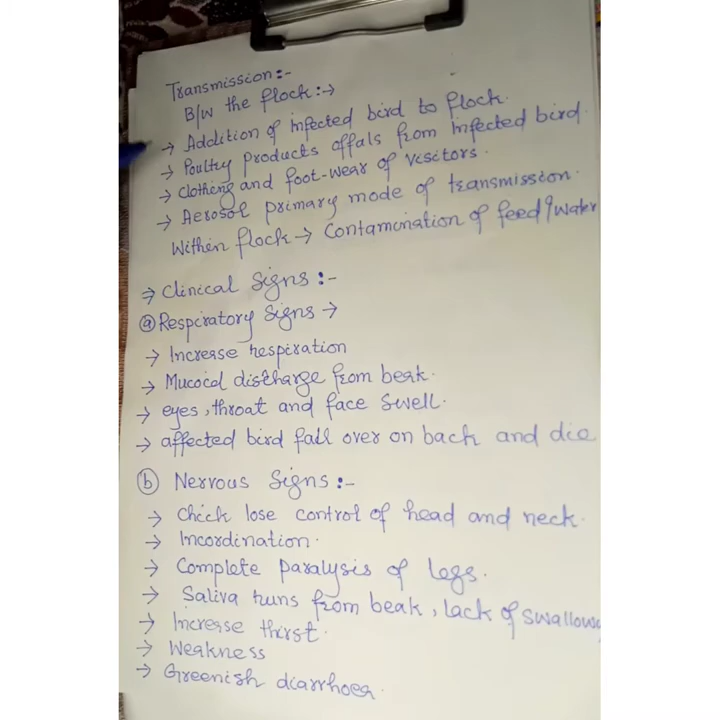 Transmission:-
B/w the flock:→
→ Addition of infected bird to flock.
→ Poultry products offals from infected bird.
→ Clothing and foot-wear of vesitors.
→ Aerosol primary mode of transmission.
Within flock → Contamination of feed & water
⇒ Clinical Signs:-
ⓐ Respiratory Signs →
→ Increase respiration
→ Mucocol discharge from beak.
→ eyes, throat and face swell.
→ affected bird fall over on back and die
ⓑ Nervous Signs:-
→ Chick lose control of head and neck.
→ Incordination.
→ Complete paralysis of legs.
→ Saliva runs from beak, lack of swallow
→ Increase thirst.
→ Weakness
→ Greenish diarrhoea.